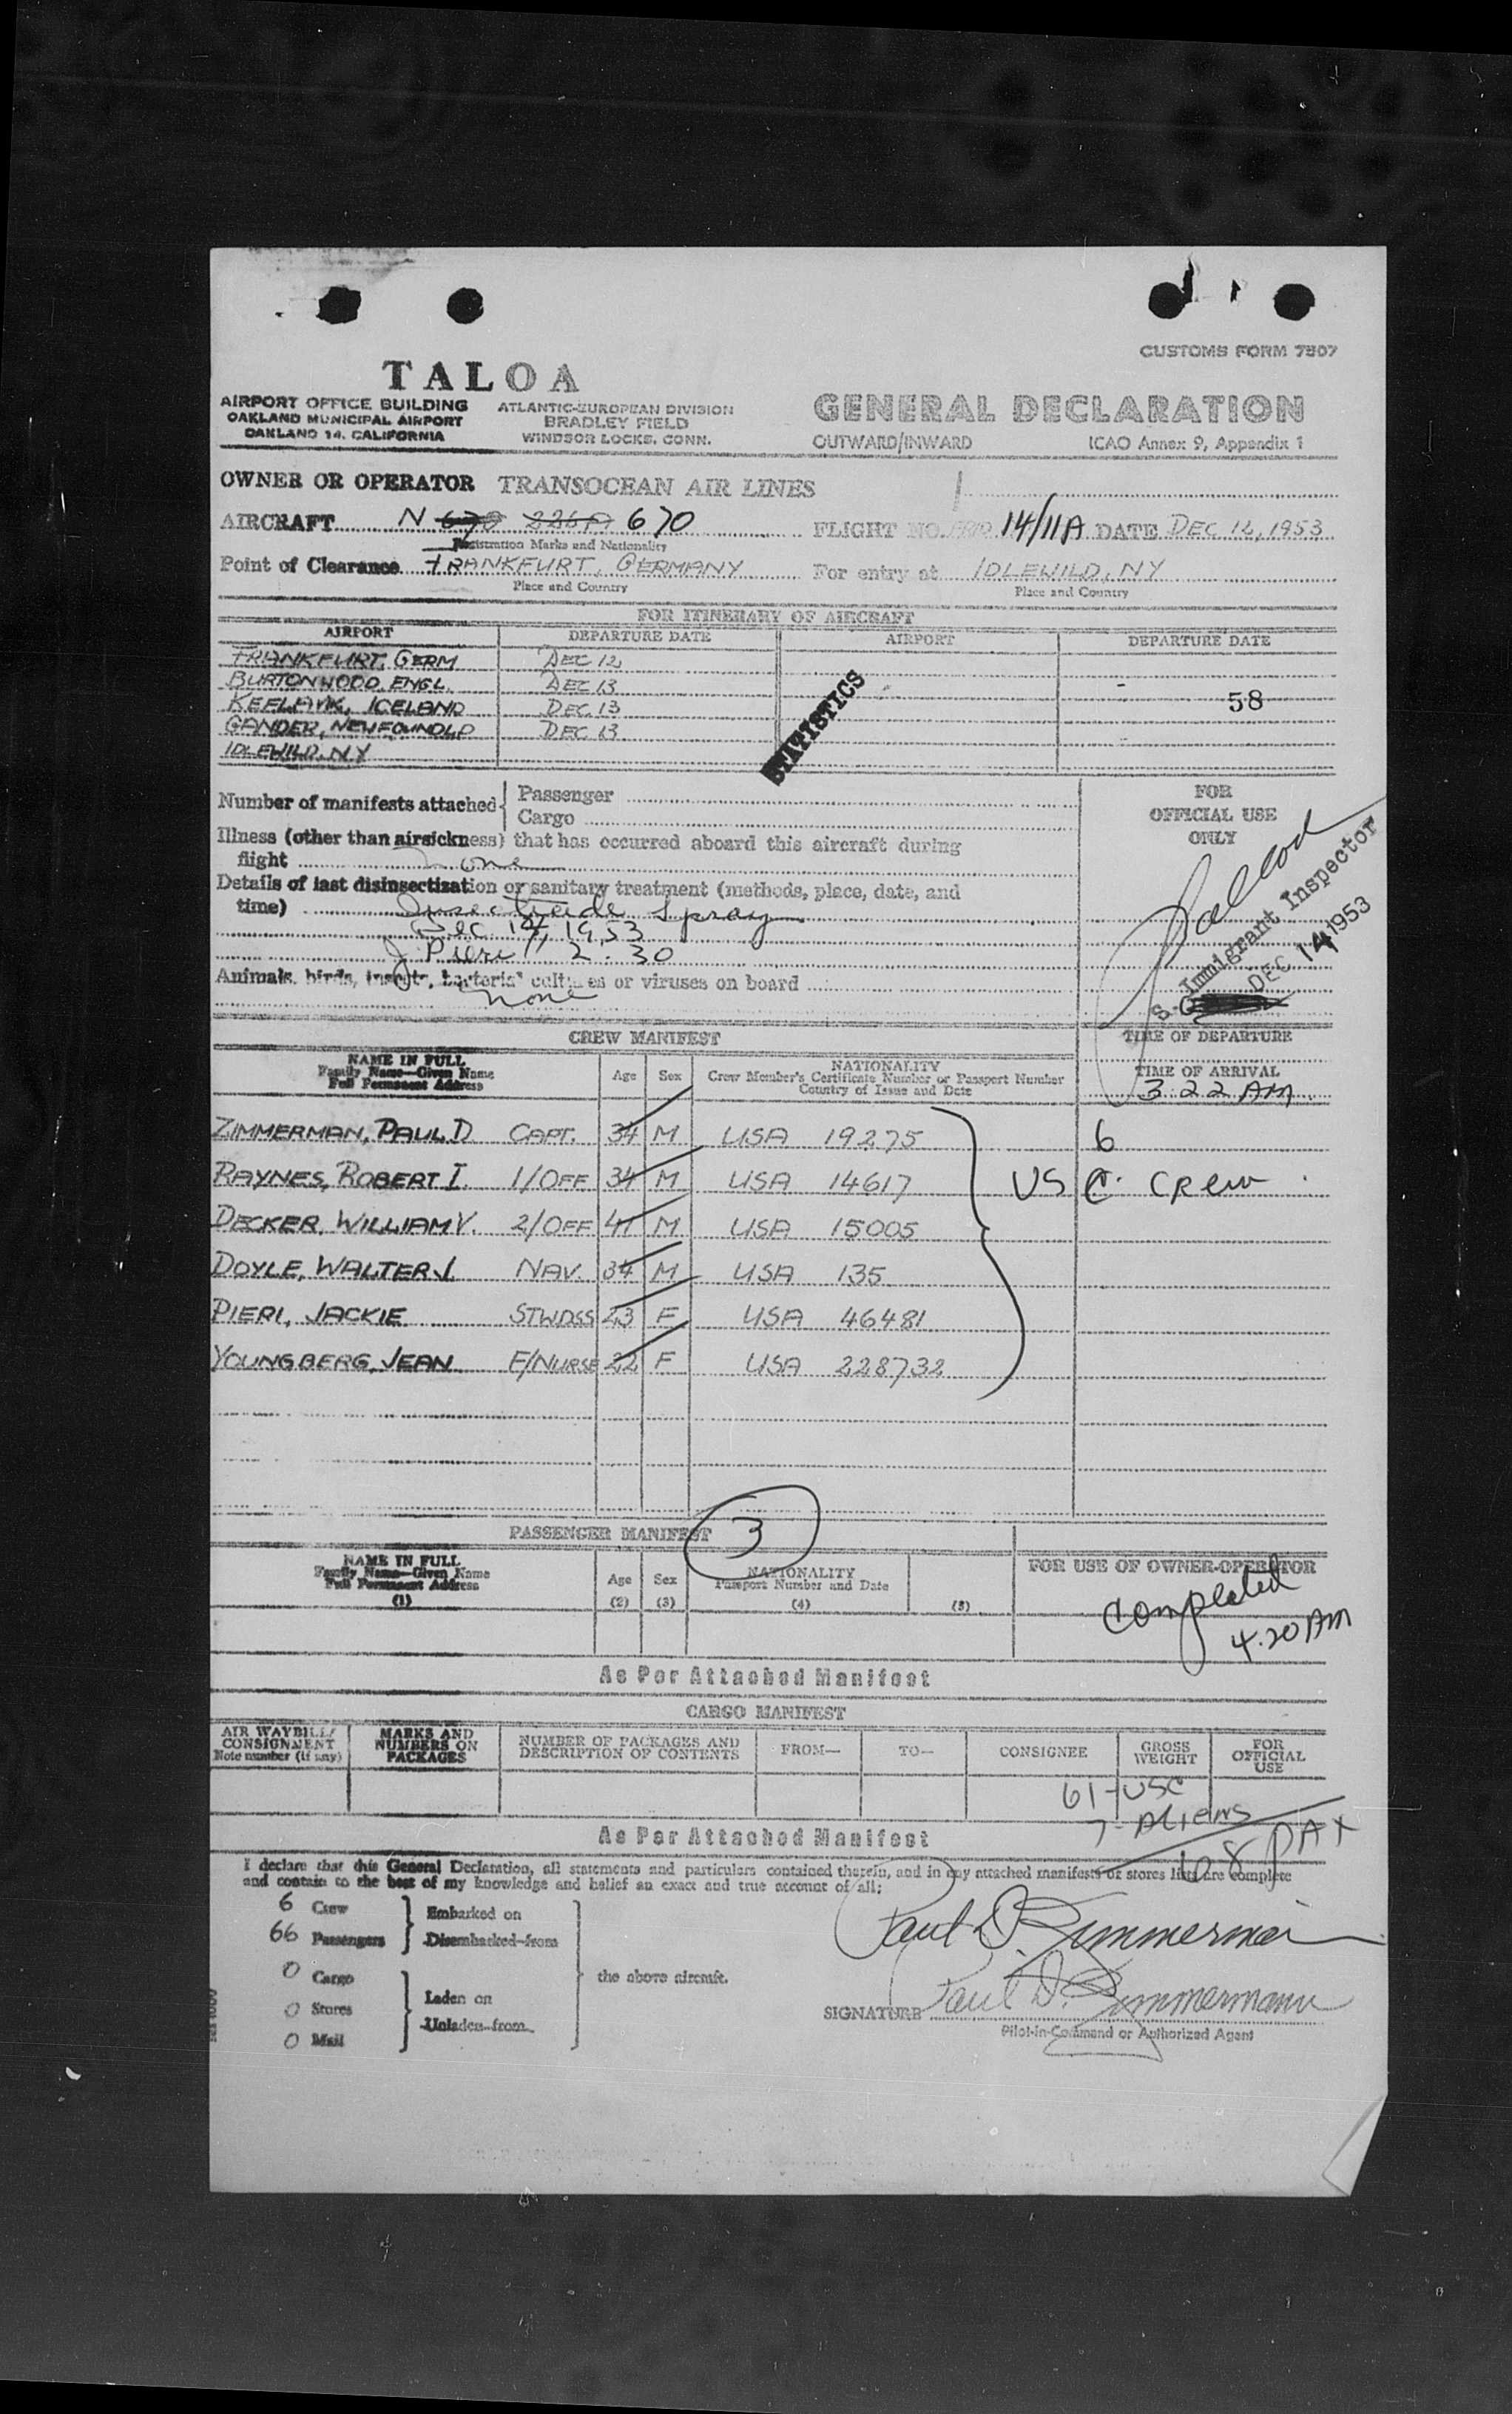 CUSTOMS FORM 7507
TALOA
AIRPORT OFFICE BUILDING
OAKLAND MUNICIPAL AIRPORT
OAKLAND 14, CALIFORNIA
ATLANTIC-EUROPEAN DIVISION
BRADLEY FIELD
WINDSOR LOCKS, CONN.
GENERAL DECLARATION
OUTWARD/INWARD ICAO Annex 9, Appendix 1
OWNER OR OPERATOR TRANSOCEAN AIR LINES
AIRCRAFT N 670 226A 670 FLIGHT NO. 14/11A DATE DEC 12, 1953
Registration Marks and Nationality
Point of Clearance FRANKFURT, GERMANY For entry at IDLEWILD, NY
Place and Country Place and Country
FOR ITINERARY OF AIRCRAFT
AIRPORT DEPARTURE DATE AIRPORT DEPARTURE DATE
FRANKFURT, GERM DEC 12
BURTONWOOD, ENGL. DEC 13
KEFLAVIK, ICELAND DEC. 13 58
GANDER, NEWFOUNDLD DEC 13
IDLEWILD, N.Y
STATISTICS
Number of manifests attached Passenger
Cargo
FOR
OFFICIAL USE
ONLY
Illness (other than airsickness) that has occurred aboard this aircraft during
flight none
Details of last disinsectization or sanitary treatment (methods, place, date, and
time) Insecticide Spray
Dec. 14, 1953
J. Pieri 2:30
Animals, birds, insects, bacterial cultures or viruses on board
none
S. Immigrant Inspector
DEC 14 1953
CREW MANIFEST
TIME OF DEPARTURE
NAME IN FULL
Family Name—Given Name
Full Permanent Address
Age Sex
NATIONALITY
Crew Member's Certificate Number or Passport Number
Country of Issue and Date
TIME OF ARRIVAL
3 22 AM
ZIMMERMAN, PAUL D CAPT. 34 M USA 19275 6
RAYNES, ROBERT I. 1/OFF 34 M USA 14617 US C. Crew
DECKER, WILLIAM V. 2/OFF 41 M USA 15005
DOYLE, WALTER J. NAV. 34 M USA 135
PIERI, JACKIE STWDSS 23 F USA 46481
YOUNGBERG, JEAN F/NURSE 22 F USA 228732
PASSENGER MANIFEST 3
NAME IN FULL
Family Name—Given Name
Full Permanent Address
(1)
Age
(2)
Sex
(3)
NATIONALITY
Passport Number and Date
(4)
(5)
FOR USE OF OWNER-OPERATOR
Completed
4:20 AM
As Per Attached Manifest
CARGO MANIFEST
AIR WAYBILL/
CONSIGNMENT
Note number (if any)
MARKS AND
NUMBERS ON
PACKAGES
NUMBER OF PACKAGES AND
DESCRIPTION OF CONTENTS
FROM—
TO—
CONSIGNEE
GROSS
WEIGHT
FOR
OFFICIAL
USE
61-USC
7-Aliens
68 PAX
As Per Attached Manifest
I declare that this General Declaration, all statements and particulars contained therein, and in any attached manifests or stores lists are complete
and contain to the best of my knowledge and belief an exact and true account of all:
6 Crew
66 Passengers
Embarked on
Disembarked from
0 Cargo
0 Stores
0 Mail
Laden on
Unladen from
the above aircraft.
Paul D. Zimmerman
SIGNATURE Paul D. Zimmermann
Pilot-in-Command or Authorized Agent